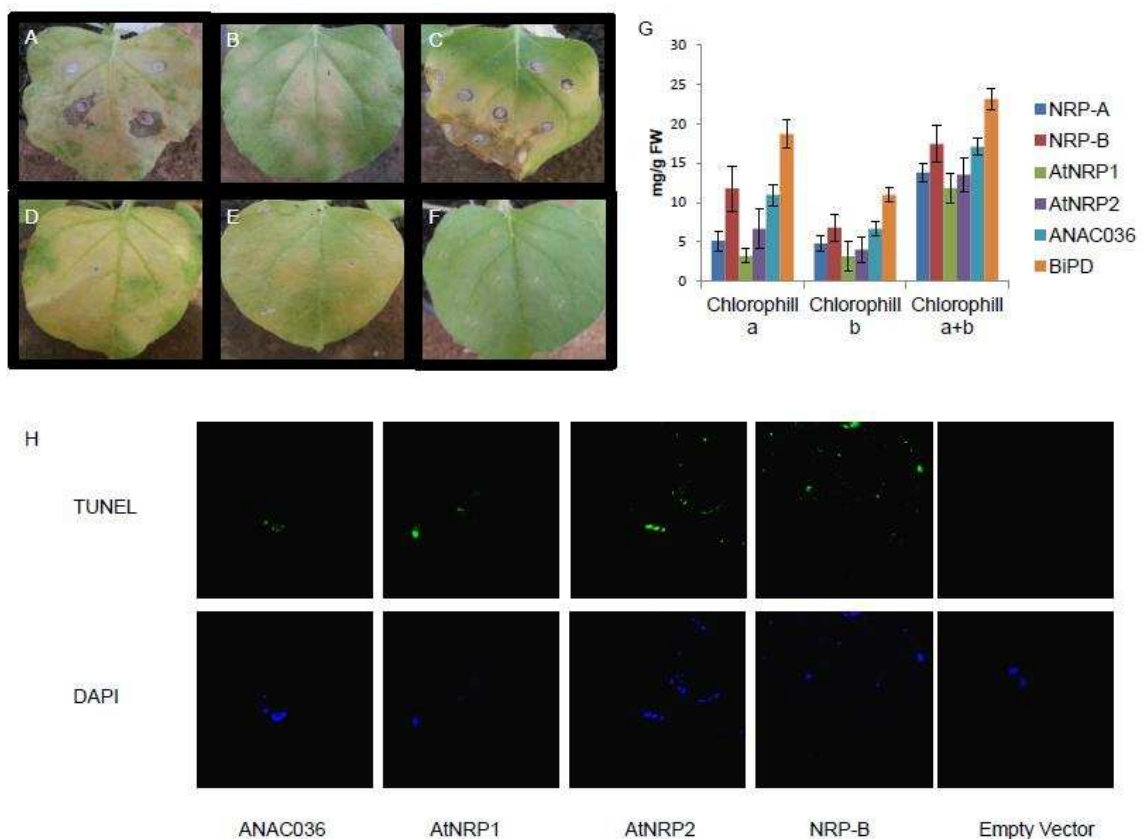 A
B
C
D
E
F
G
30
25
20
15
10
5
0
mg/g FW
Chlorophill
a
Chlorophill
b
Chlorophill
a+b
NRP-A
NRP-B
AtNRP1
AtNRP2
ANAC036
BiPD
H
TUNEL
DAPI
ANAC036
AtNRP1
AtNRP2
NRP-B
Empty Vector